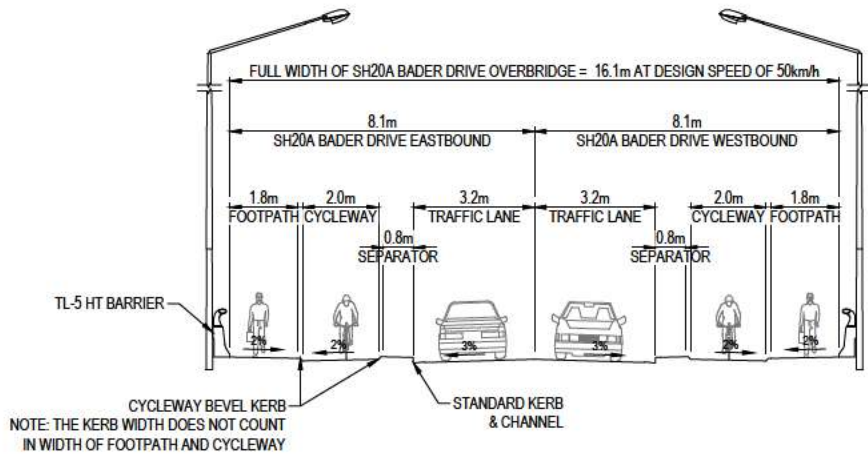 FULL WIDTH OF SH20A BADER DRIVE OVERBRIDGE = 16.1m AT DESIGN SPEED OF 50km/h
8.1m
SH20A BADER DRIVE EASTBOUND
8.1m
SH20A BADER DRIVE WESTBOUND
1.8m
FOOTPATH
2.0m
CYCLEWAY
3.2m
TRAFFIC LANE
3.2m
TRAFFIC LANE
2.0m
CYCLEWAY
1.8m
FOOTPATH
0.8m
SEPARATOR
0.8m
SEPARATOR
TL-5 HT BARRIER
2%
2%
3%
3%
2%
2%
CYCLEWAY BEVEL KERB
NOTE: THE KERB WIDTH DOES NOT COUNT
IN WIDTH OF FOOTPATH AND CYCLEWAY
STANDARD KERB
& CHANNEL